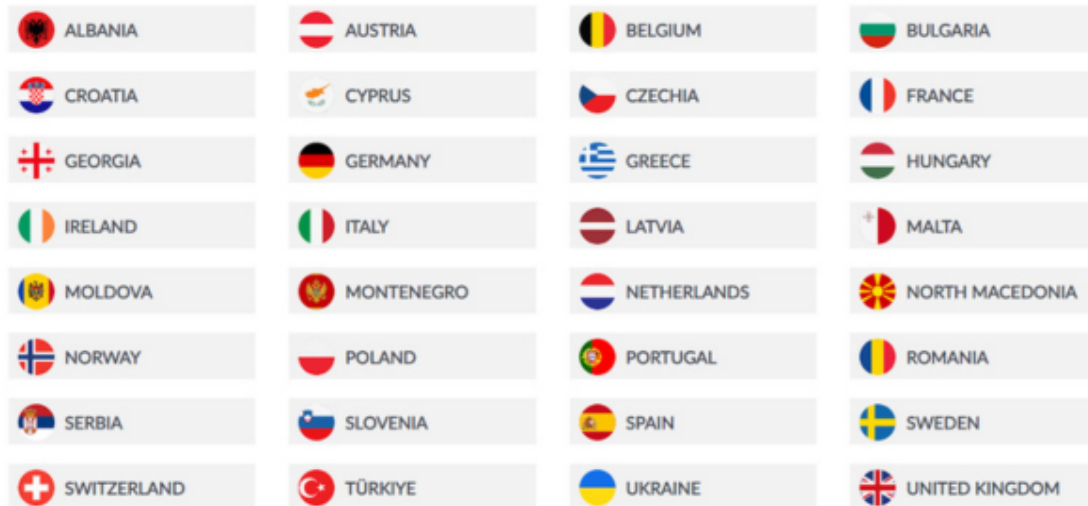 ALBANIA
AUSTRIA
BELGIUM
BULGARIA
CROATIA
CYPRUS
CZECHIA
FRANCE
GEORGIA
GERMANY
GREECE
HUNGARY
IRELAND
ITALY
LATVIA
MALTA
MOLDOVA
MONTENEGRO
NETHERLANDS
NORTH MACEDONIA
NORWAY
POLAND
PORTUGAL
ROMANIA
SERBIA
SLOVENIA
SPAIN
SWEDEN
SWITZERLAND
TÜRKIYE
UKRAINE
UNITED KINGDOM